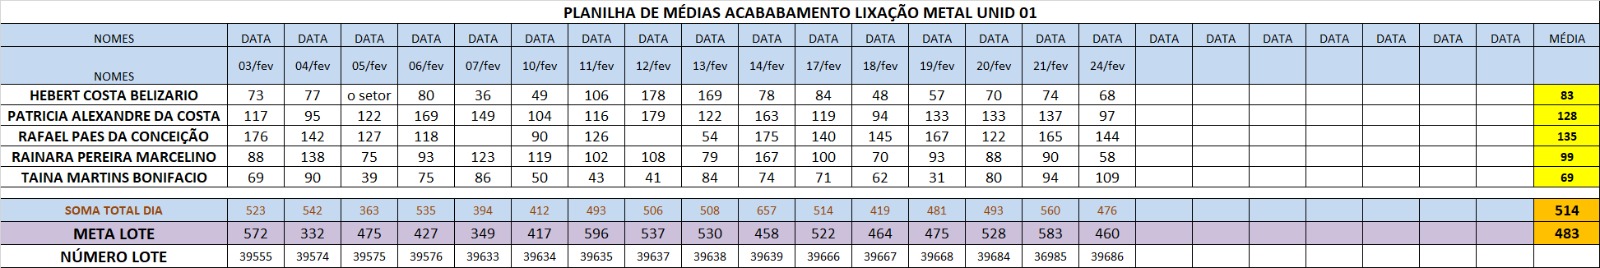 PLANILHA DE MÉDIAS ACABABAMENTO LIXAÇÃO METAL UNID 01
NOMES DATA DATA DATA DATA DATA DATA DATA DATA DATA DATA DATA DATA DATA DATA DATA DATA DATA DATA DATA DATA DATA DATA DATA MÉDIA
NOMES 03/fev 04/fev 05/fev 06/fev 07/fev 10/fev 11/fev 12/fev 13/fev 14/fev 17/fev 18/fev 19/fev 20/fev 21/fev 24/fev
HEBERT COSTA BELIZARIO 73 77 o setor 80 36 49 106 178 169 78 84 48 57 70 74 68 83
PATRICIA ALEXANDRE DA COSTA 117 95 122 169 149 104 116 179 122 163 119 94 133 133 137 97 128
RAFAEL PAES DA CONCEIÇÃO 176 142 127 118 90 126 54 175 140 145 167 122 165 144 135
RAINARA PEREIRA MARCELINO 88 138 75 93 123 119 102 108 79 167 100 70 93 88 90 58 99
TAINA MARTINS BONIFACIO 69 90 39 75 86 50 43 41 84 74 71 62 31 80 94 109 69
SOMA TOTAL DIA 523 542 363 535 394 412 493 506 508 657 514 419 481 493 560 476 514
META LOTE 572 332 475 427 349 417 596 537 530 458 522 464 475 528 583 460 483
NÚMERO LOTE 39555 39574 39575 39576 39633 39634 39635 39637 39638 39639 39666 39667 39668 39684 36985 39686